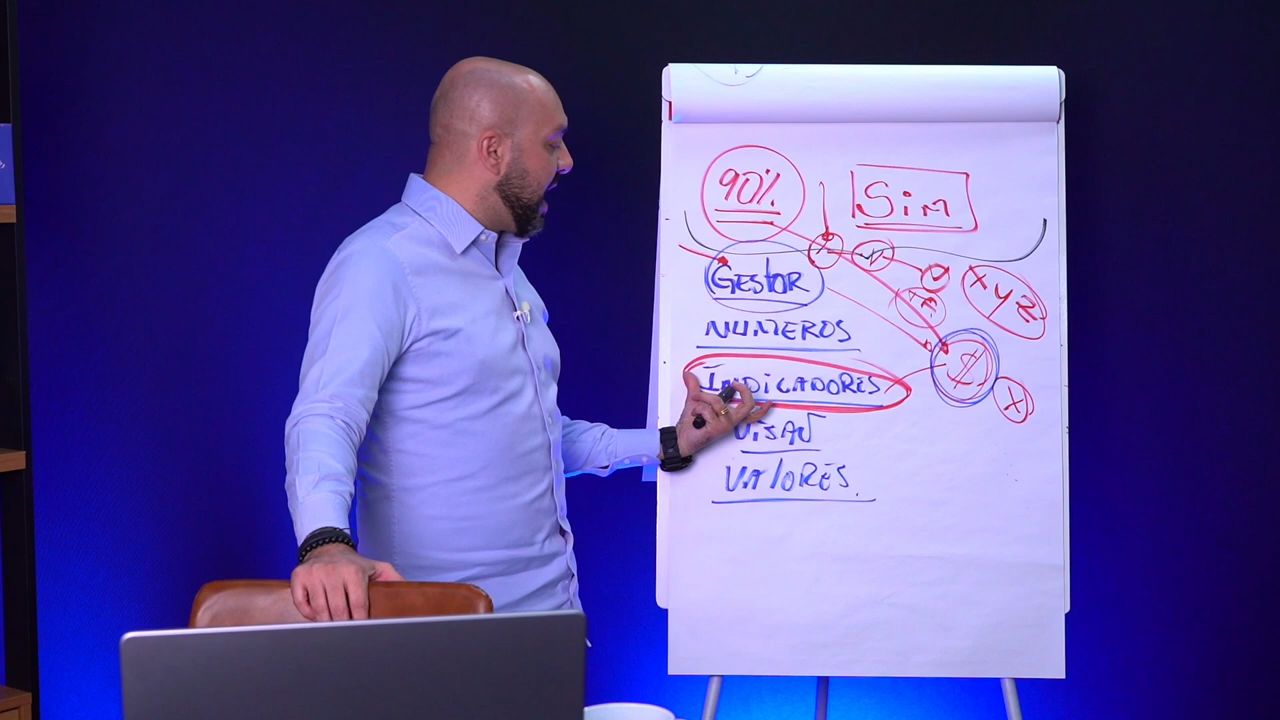 90% Sim
GESTOR XYZ
NUMEROS
INDICADORES $
X
VISAO
VALORES.